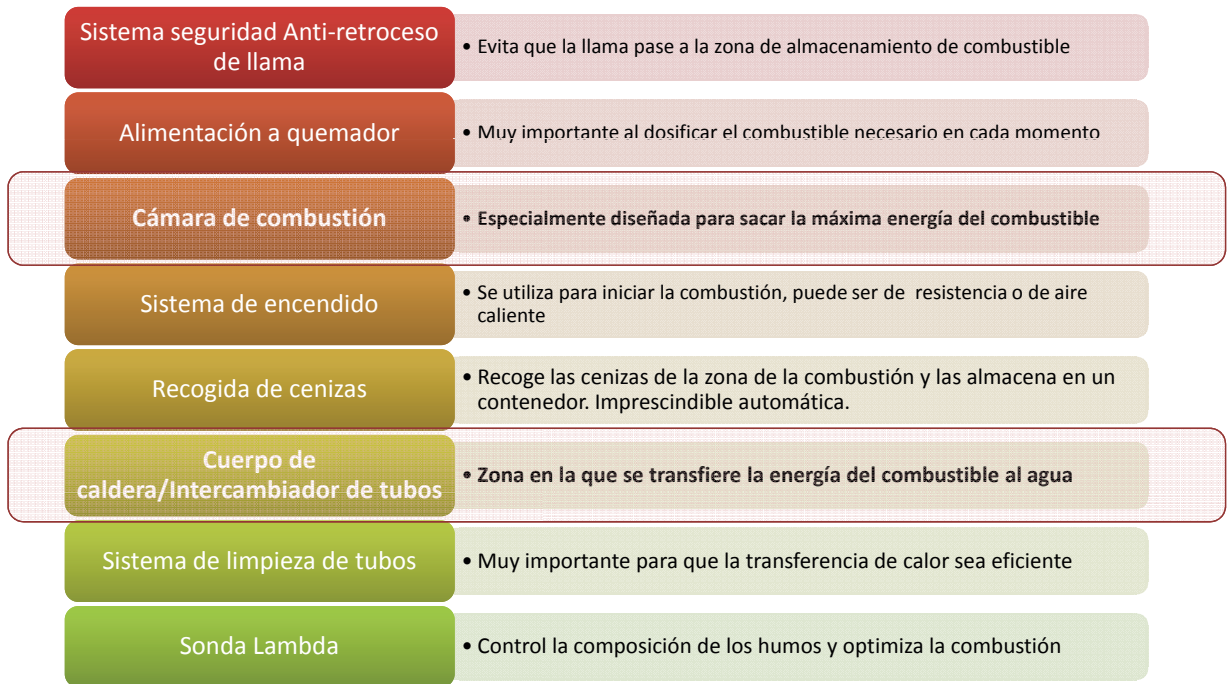 Sistema seguridad Anti-retroceso
de llama
• Evita que la llama pase a la zona de almacenamiento de combustible
Alimentación a quemador
• Muy importante al dosificar el combustible necesario en cada momento
Cámara de combustión
• Especialmente diseñada para sacar la máxima energía del combustible
Sistema de encendido
• Se utiliza para iniciar la combustión, puede ser de resistencia o de aire
caliente
Recogida de cenizas
• Recoge las cenizas de la zona de la combustión y las almacena en un
contenedor. Imprescindible automática.
Cuerpo de
caldera/Intercambiador de tubos
• Zona en la que se transfiere la energía del combustible al agua
Sistema de limpieza de tubos
• Muy importante para que la transferencia de calor sea eficiente
Sonda Lambda
• Control la composición de los humos y optimiza la combustión